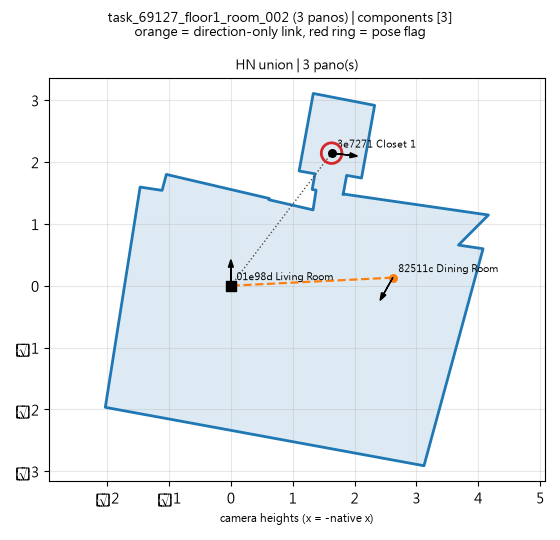 task_69127_floor1_room_002 (3 panos) | components [3]
orange = direction-only link, red ring = pose flag
HN union | 3 pano(s)
3
3e7271 Closet 1
2
1
82511c Dining Room
01e98d Living Room
0
1
2
3
2 1 0 1 2 3 4 5
camera heights (x = -native x)